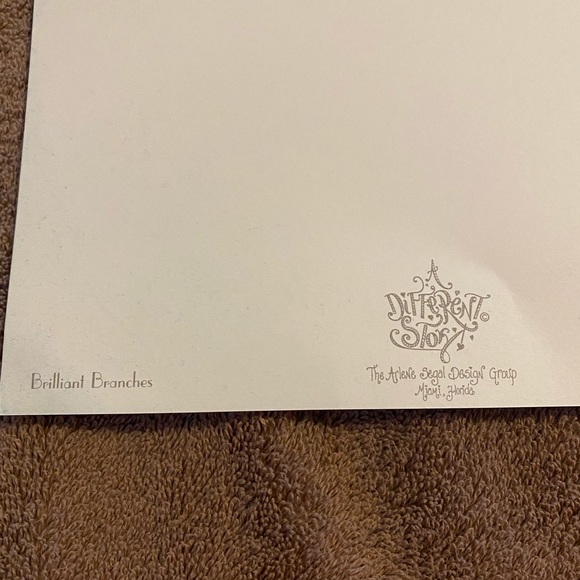 A
DIFFERENT©
STORY
The Arlene Segal Design Group
Miami, Florida
Brilliant Branches